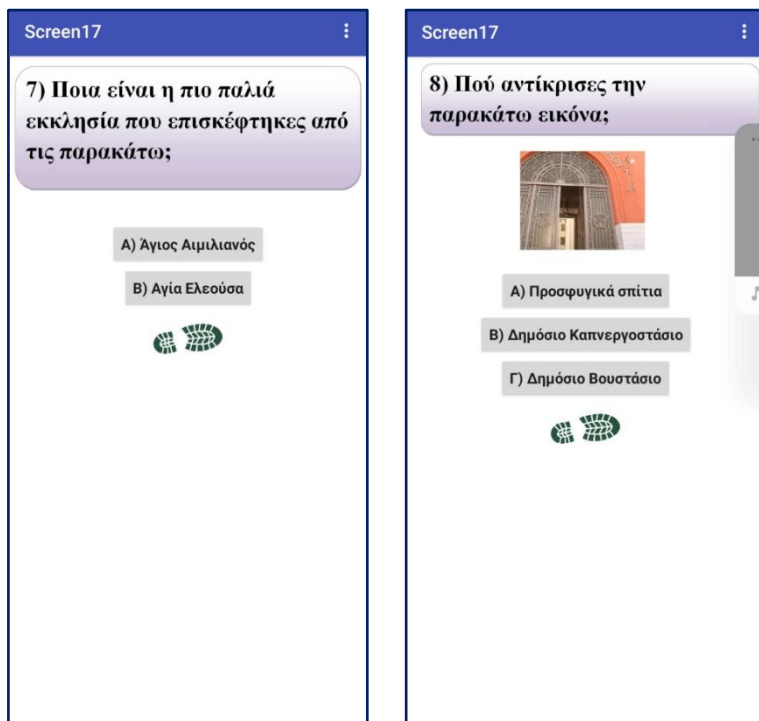 Screen17
7) Ποια είναι η πιο παλιά
εκκλησία που επισκέφτηκες από
τις παρακάτω;
Α) Άγιος Αιμιλιανός
Β) Αγία Ελεούσα
Screen17
8) Πού αντίκρισες την
παρακάτω εικόνα;
Α) Προσφυγικά σπίτια
Β) Δημόσιο Καπνεργοστάσιο
Γ) Δημόσιο Βουστάσιο